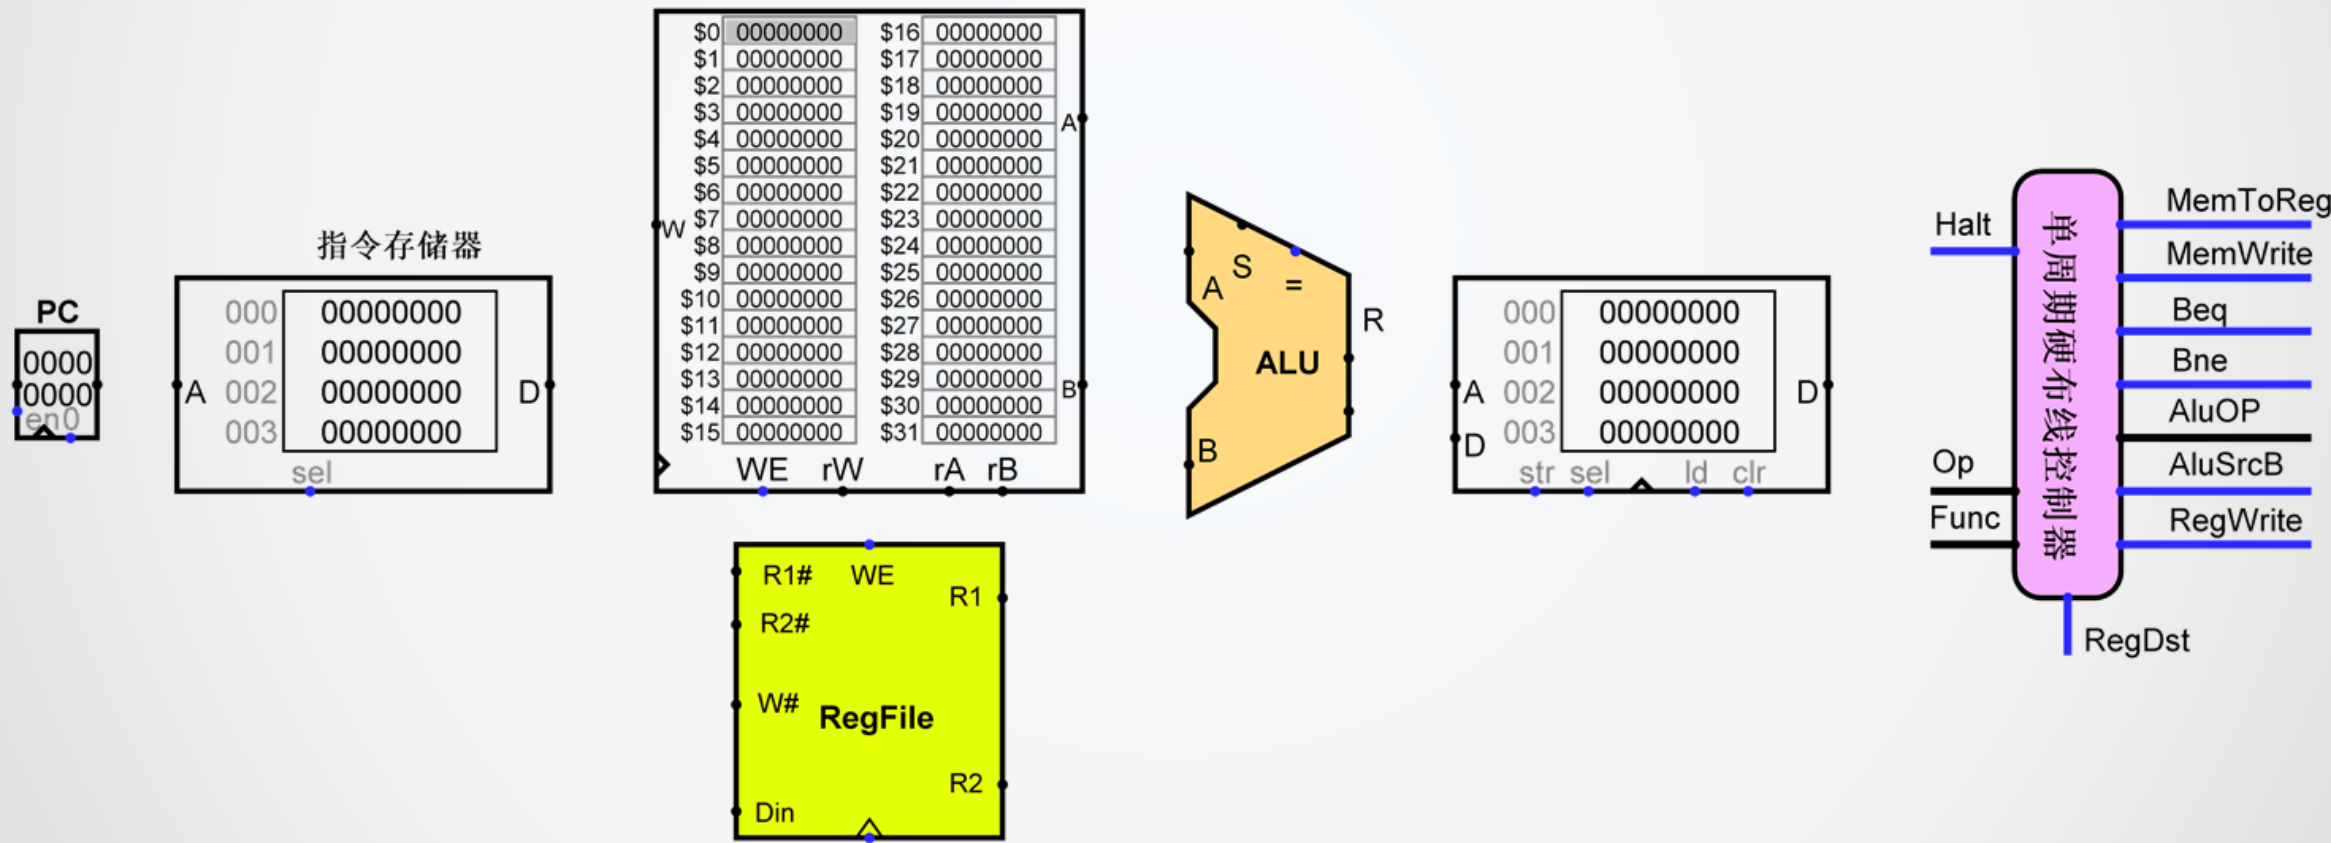 PC
0000
0000
en0
指令存储器
000 00000000
001 00000000
A 002 00000000 D
003 00000000
sel
$0 00000000 $16 00000000
$1 00000000 $17 00000000
$2 00000000 $18 00000000
$3 00000000 $19 00000000
A
$4 00000000 $20 00000000
$5 00000000 $21 00000000
$6 00000000 $22 00000000
$7 00000000 $23 00000000
W
$8 00000000 $24 00000000
$9 00000000 $25 00000000
$10 00000000 $26 00000000
$11 00000000 $27 00000000
$12 00000000 $28 00000000
$13 00000000 $29 00000000
B
$14 00000000 $30 00000000
$15 00000000 $31 00000000
WE rW rA rB
R1# WE
R1
R2#
W#
RegFile
R2
Din
S
A =
R
ALU
B
000 00000000
001 00000000
A 002 00000000 D
D 003 00000000
str sel ld clr
Halt
Op
Func
单周期硬布线控制器
MemToReg
MemWrite
Beq
Bne
AluOP
AluSrcB
RegWrite
RegDst